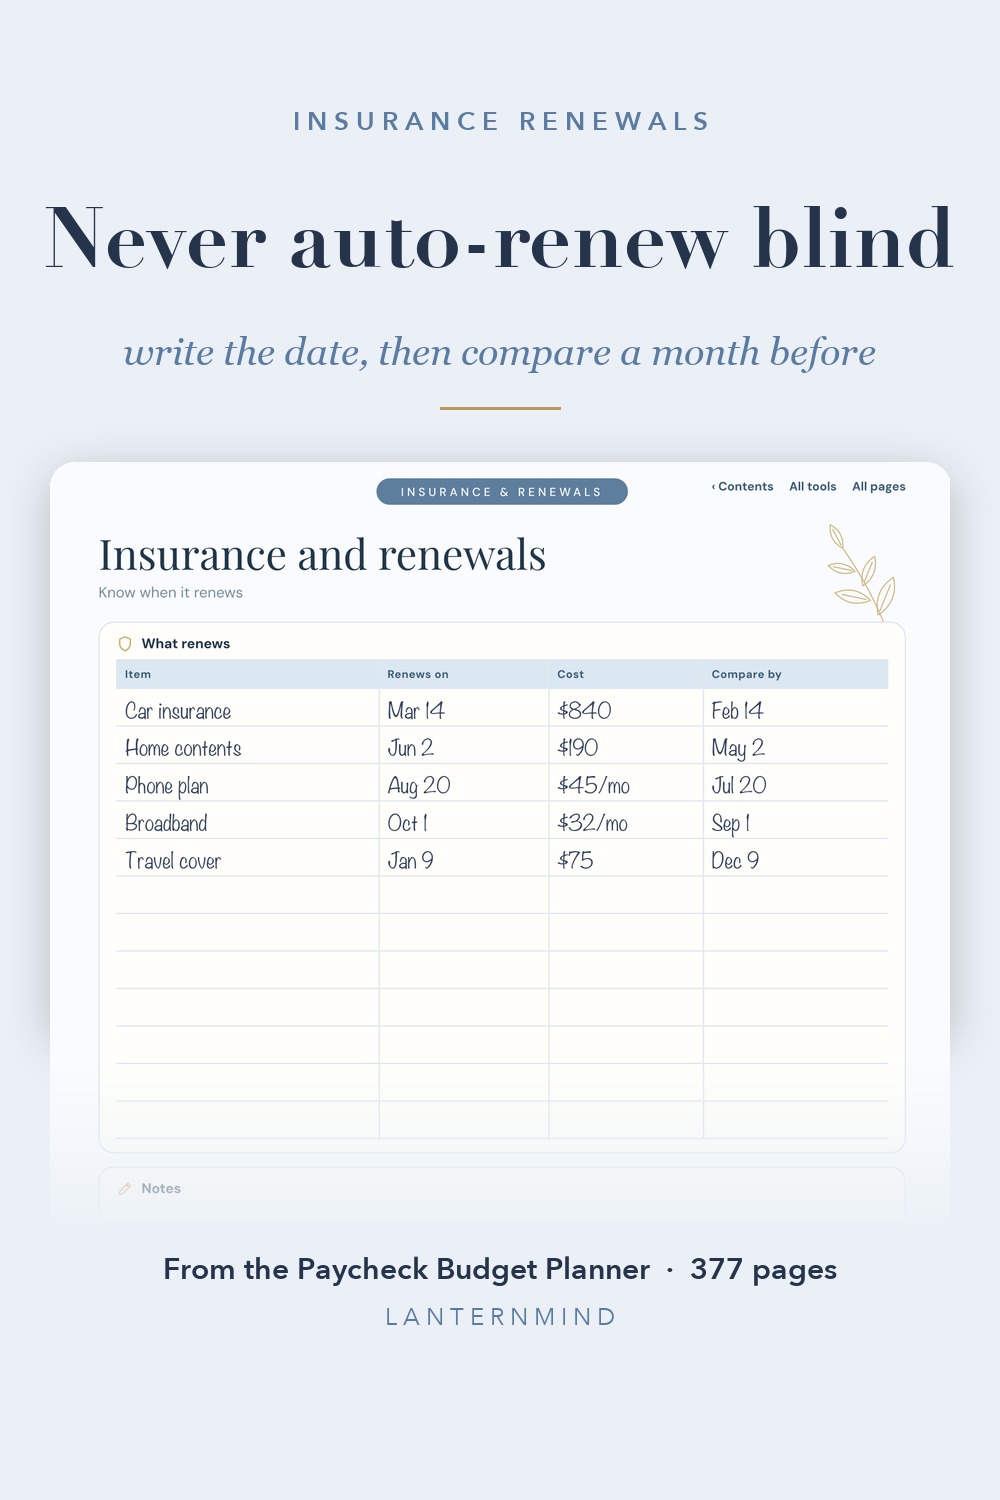 INSURANCE RENEWALS
Never auto-renew blind
write the date, then compare a month before
INSURANCE & RENEWALS
‹ Contents All tools All pages
Insurance and renewals
Know when it renews
What renews
Item Renews on Cost Compare by
Car insurance Mar 14 $840 Feb 14
Home contents Jun 2 $190 May 2
Phone plan Aug 20 $45/mo Jul 20
Broadband Oct 1 $32/mo Sep 1
Travel cover Jan 9 $75 Dec 9
Notes
From the Paycheck Budget Planner · 377 pages
LANTERNMIND